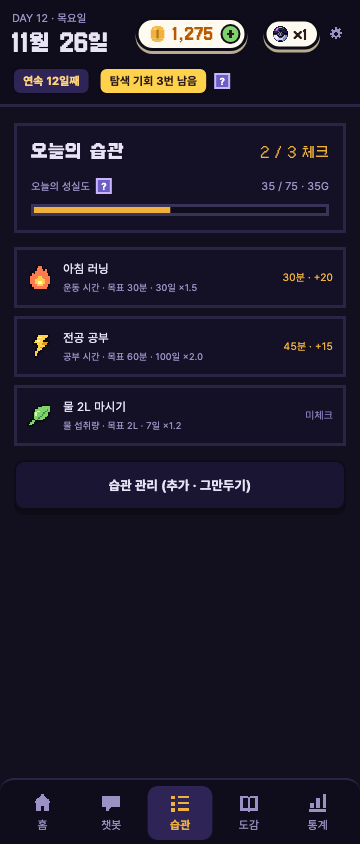 DAY 12 · 목요일
11월 26일
1,275
×1
연속 12일째
탐색 기회 3번 남음
?
오늘의 습관
2 / 3 체크
오늘의 성실도
?
35 / 75 · 35G
아침 러닝
30분 · +20
운동 시간 · 목표 30분 · 30일 ×1.5
전공 공부
45분 · +15
공부 시간 · 목표 60분 · 100일 ×2.0
물 2L 마시기
미체크
물 섭취량 · 목표 2L · 7일 ×1.2
습관 관리 (추가 · 그만두기)
홈
챗봇
습관
도감
통계